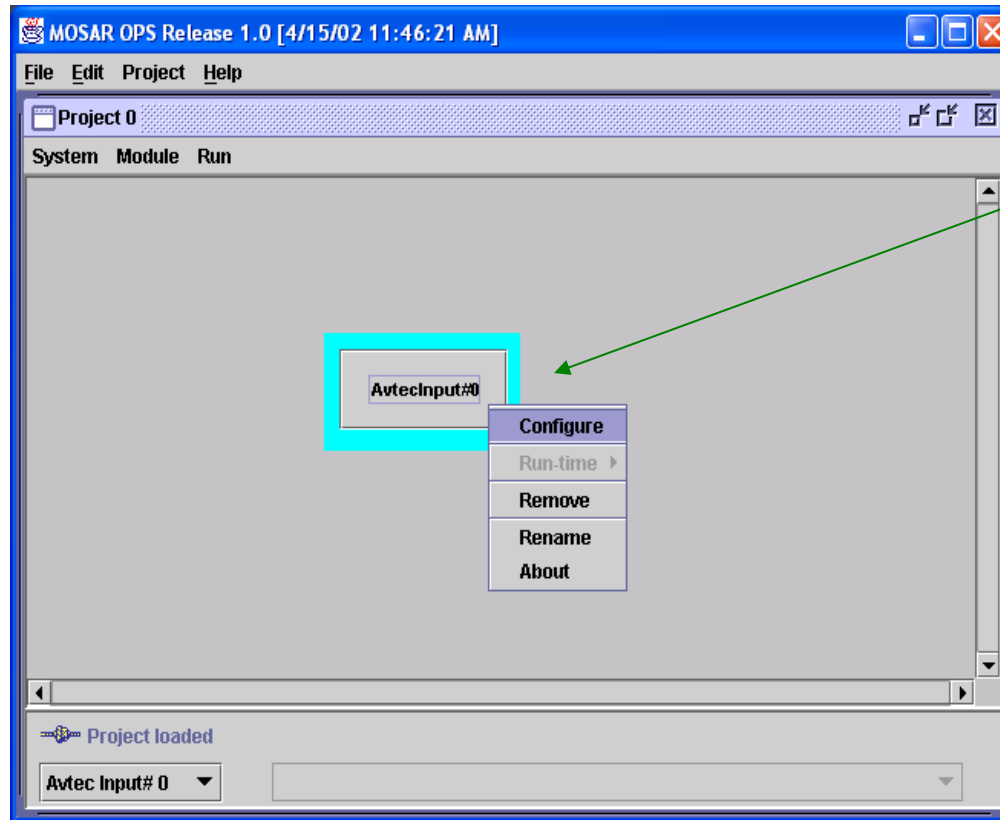 MOSAR OPS Release 1.0 [4/15/02 11:46:21 AM]
File Edit Project Help
Project 0
System Module Run
AvtecInput#0
Configure
Run-time
Remove
Rename
About
Project loaded
Avtec Input# 0